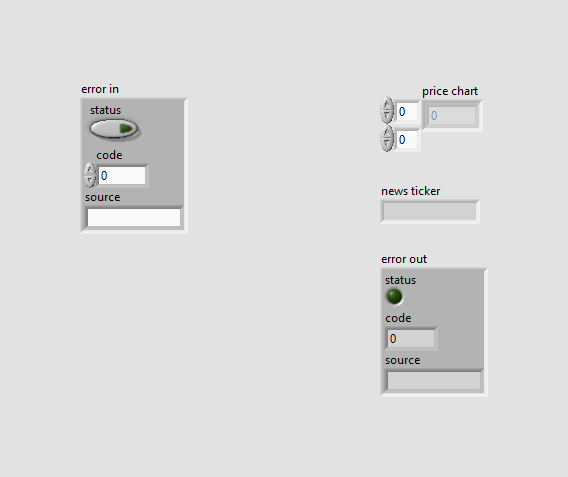 error in
status
code
0
source
price chart
0
0
0
news ticker
error out
status
code
0
source